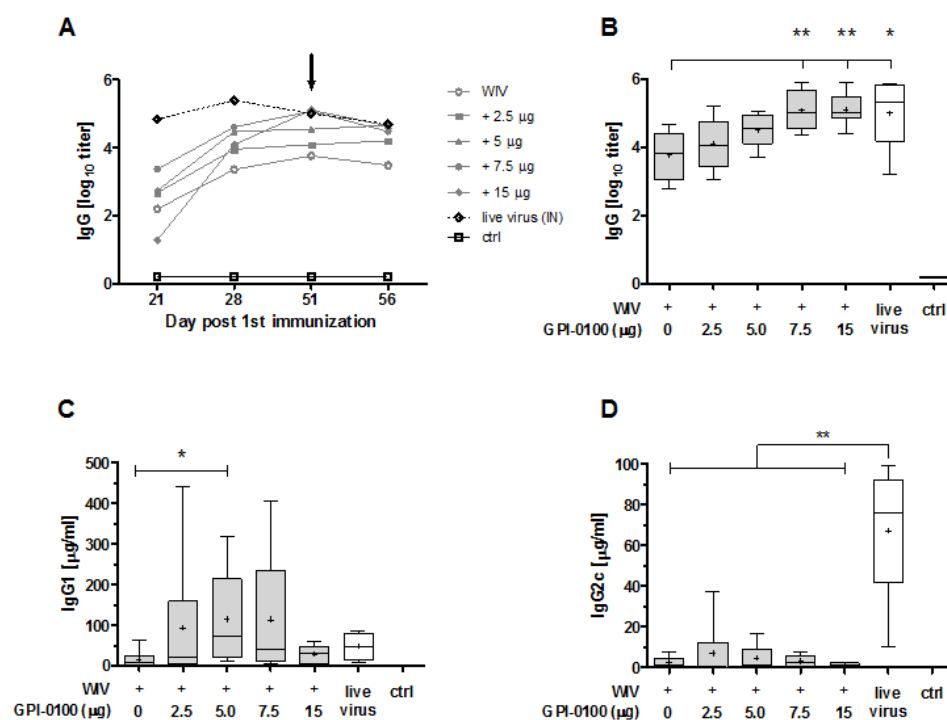 A
IgG [log10 titer]
6
4
2
0
21 28 51 56
Day post 1st immunization
WIV
+ 2.5 µg
+ 5 µg
+ 7.5 µg
+ 15 µg
live virus (IN)
ctrl
B
** ** *
IgG [log10 titer]
6
4
2
0
WIV + + + + + live ctrl
GPI-0100 (µg) 0 2.5 5.0 7.5 15 virus
C
*
IgG1 [µg/ml]
500
400
300
200
100
0
WIV + + + + + live ctrl
GPI-0100 (µg) 0 2.5 5.0 7.5 15 virus
D
**
IgG2c [µg/ml]
100
80
60
40
20
0
WIV + + + + + live ctrl
GPI-0100 (µg) 0 2.5 5.0 7.5 15 virus